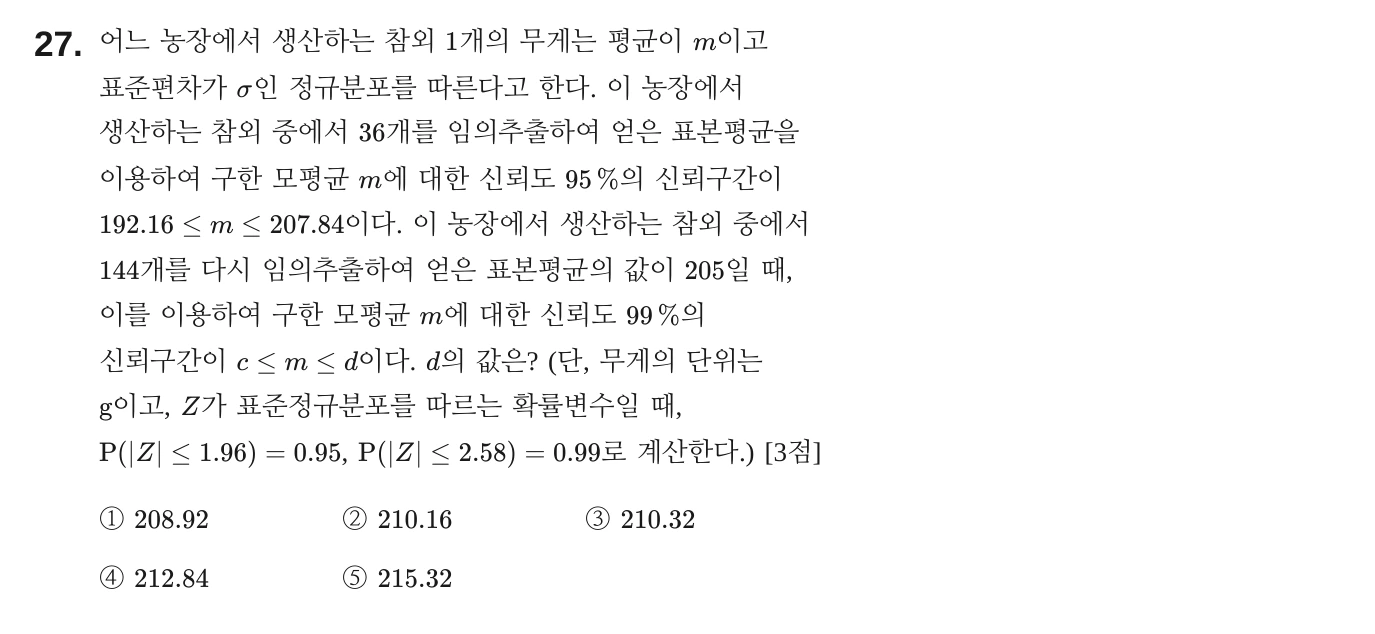 27. 어느 농장에서 생산하는 참외 1개의 무게는 평균이 m이고
표준편차가 σ인 정규분포를 따른다고 한다. 이 농장에서
생산하는 참외 중에서 36개를 임의추출하여 얻은 표본평균을
이용하여 구한 모평균 m에 대한 신뢰도 95%의 신뢰구간이
192.16 ≤ m ≤ 207.84이다. 이 농장에서 생산하는 참외 중에서
144개를 다시 임의추출하여 얻은 표본평균의 값이 205일 때,
이를 이용하여 구한 모평균 m에 대한 신뢰도 99%의
신뢰구간이 c ≤ m ≤ d이다. d의 값은? (단, 무게의 단위는
g이고, Z가 표준정규분포를 따르는 확률변수일 때,
P(|Z| ≤ 1.96) = 0.95, P(|Z| ≤ 2.58) = 0.99로 계산한다.) [3점]
① 208.92 ② 210.16 ③ 210.32
④ 212.84 ⑤ 215.32